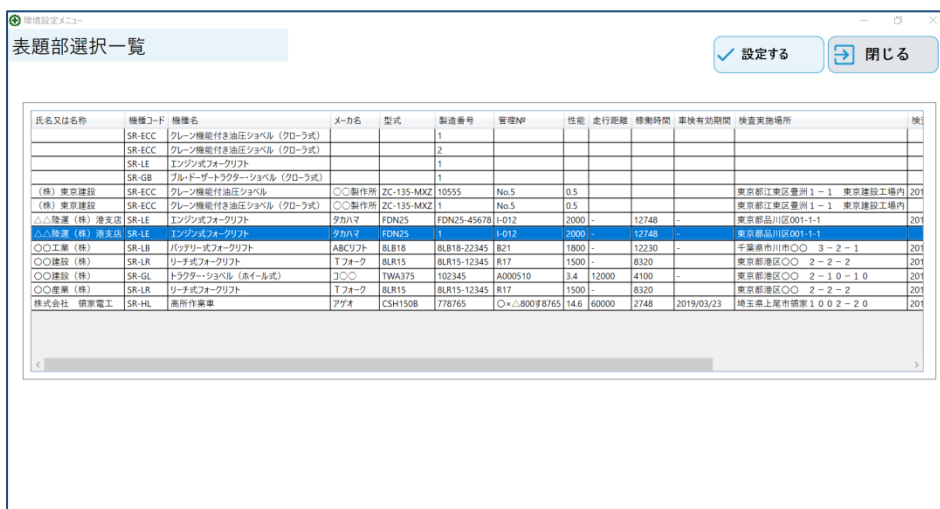 環境設定メニュー
表題部選択一覧
設定する
閉じる
氏名又は名称 機種コード 機種名 メーカ名 型式 製造番号 管理№ 性能 走行距離 稼働時間 車検有効期間 検査実施場所 検
SR-ECC クレーン機能付き油圧ショベル（クローラ式） 1
SR-ECC クレーン機能付き油圧ショベル（クローラ式） 2
SR-LE エンジン式フォークリフト 1
SR-GB ブル・ドーザートラクター・ショベル（クローラ式） 1
（株）東京建設 SR-ECC クレーン機能付油圧ショベル ○○製作所 ZC-135-MXZ 10555 No.5 0.5 東京都江東区豊洲１－１　東京建設工場内 201
（株）東京建設 SR-ECC クレーン機能付き油圧ショベル（クローラ式） ○○製作所 ZC-135-MXZ 1 No.5 0.5 東京都江東区豊洲１－１　東京建設工場内
△△陸運（株）港支店 SR-LE エンジン式フォークリフト タカハマ FDN25 FDN25-45678 I-012 2000 - 12748 - 東京都品川区001-1-1 201
△△陸運（株）港支店 SR-LE エンジン式フォークリフト タカハマ FDN25 1 I-012 2000 - 12748 - 東京都品川区001-1-1
○○工業（株） SR-LB バッテリー式フォークリフト ABCリフト 8LB18 8LB18-22345 B21 1800 - 12230 - 千葉県市川市○○　３－２－１ 201
○○建設（株） SR-LR リーチ式フォークリフト Ｔフォーク 8LR15 8LR15-12345 R17 1500 - 8320 東京都港区○○　２－２－２ 201
○○建設（株） SR-GL トラクター・ショベル（ホイール式） コ○○ TWA375 102345 A000510 3.4 12000 4100 - 東京都港区○○　２－１０－１０ 201
○○産業（株） SR-LR リーチ式フォークリフト Ｔフォーク 8LR15 8LR15-12345 R17 1500 - 8320 東京都港区○○　２－２－２ 201
株式会社　領家電工 SR-HL 高所作業車 アゲオ CSH150B 778765 ○×△800す8765 14.6 60000 2748 2019/03/23 埼玉県上尾市領家１００２－２０ 201